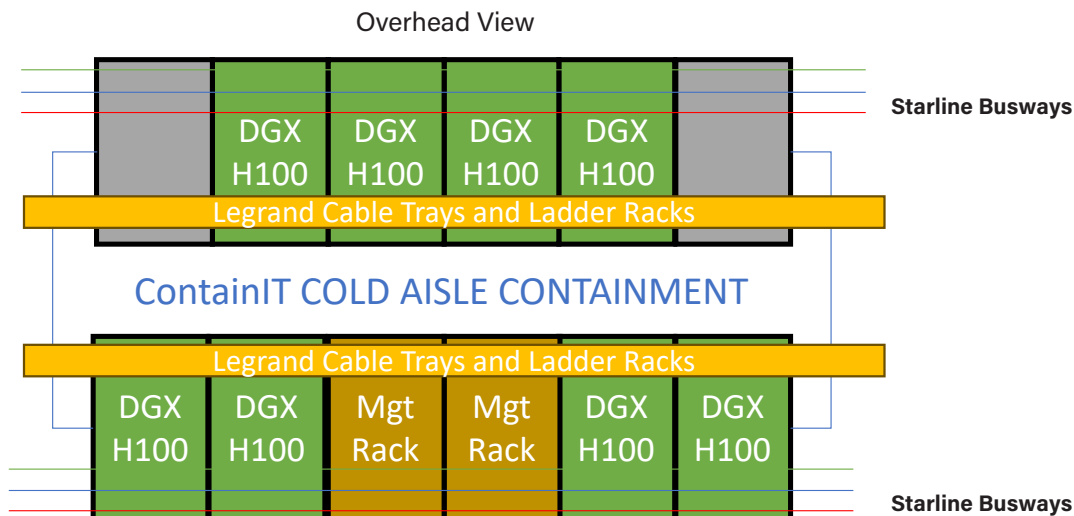 Overhead View
Starline Busways
DGX DGX DGX DGX
H100 H100 H100 H100
Legrand Cable Trays and Ladder Racks
ContainIT COLD AISLE CONTAINMENT
Legrand Cable Trays and Ladder Racks
DGX DGX Mgt Mgt DGX DGX
H100 H100 Rack Rack H100 H100
Starline Busways